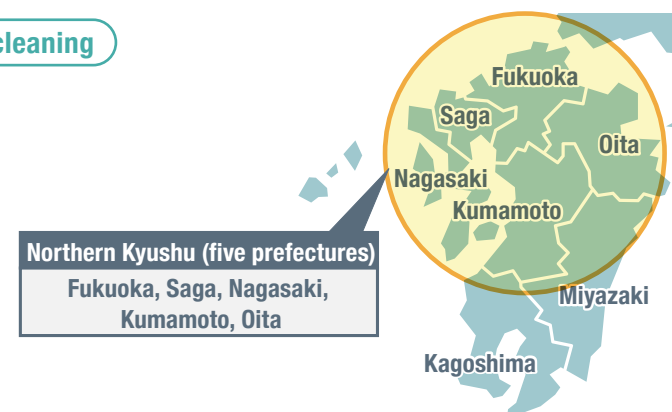 cleaning
Fukuoka
Saga
Oita
Nagasaki
Kumamoto
Northern Kyushu (five prefectures)
Fukuoka, Saga, Nagasaki,
Kumamoto, Oita
Miyazaki
Kagoshima